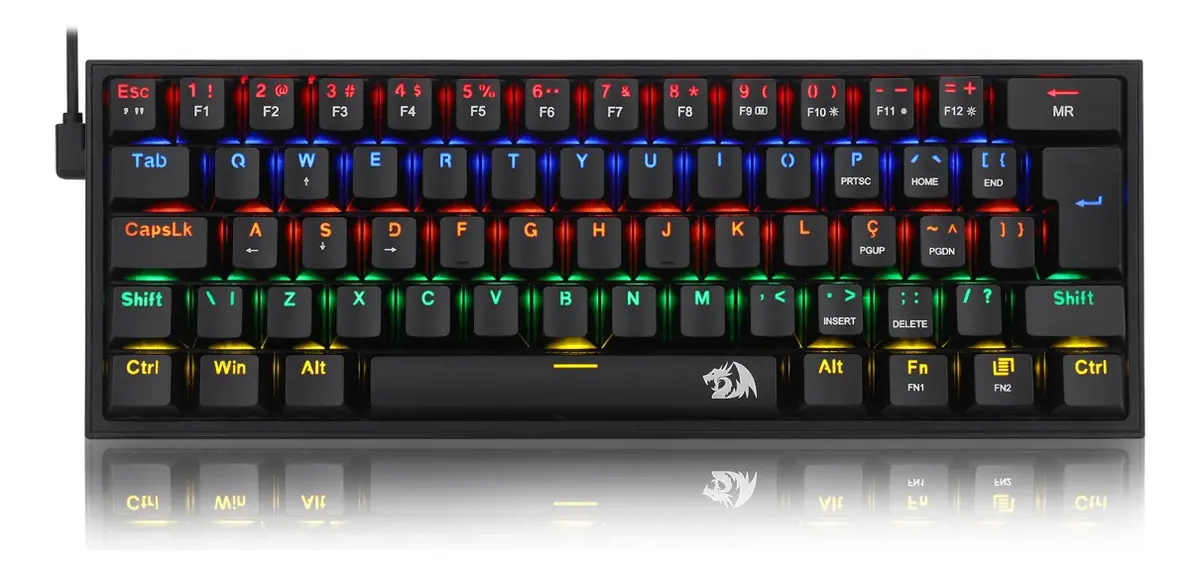 Esc 1 ! 2 @ 3 # 4 $ 5 % 6 ¨ 7 & 8 * 9 ( 0 ) - _ = + ←
' " F1 F2 F3 F4 F5 F6 F7 F8 F9 F10 F11 F12 MR
Tab Q W E R T Y U I O P ´ ` [ {
↑ PRTSC HOME END ↵
CapsLk A S D F G H J K L Ç ~ ^ ] }
← ↓ → PGUP PGDN
Shift \ | Z X C V B N M , < . > ; : / ? Shift
INSERT DELETE
Ctrl Win Alt Alt Fn Ctrl
FN1 FN2